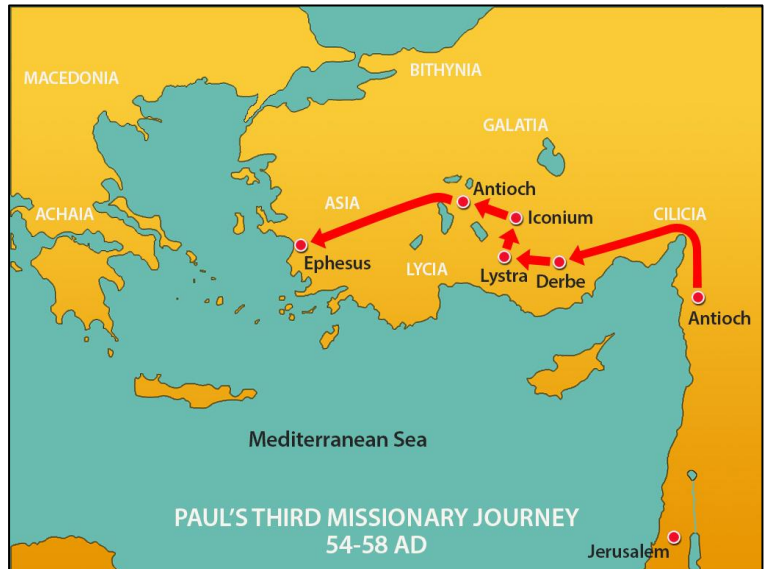 MACEDONIA
BITHYNIA
GALATIA
Antioch
ASIA
ACHAIA
Iconium
CILICIA
Ephesus
LYCIA
Lystra
Derbe
Antioch
Mediterranean Sea
PAUL'S THIRD MISSIONARY JOURNEY
54-58 AD
Jerusalem